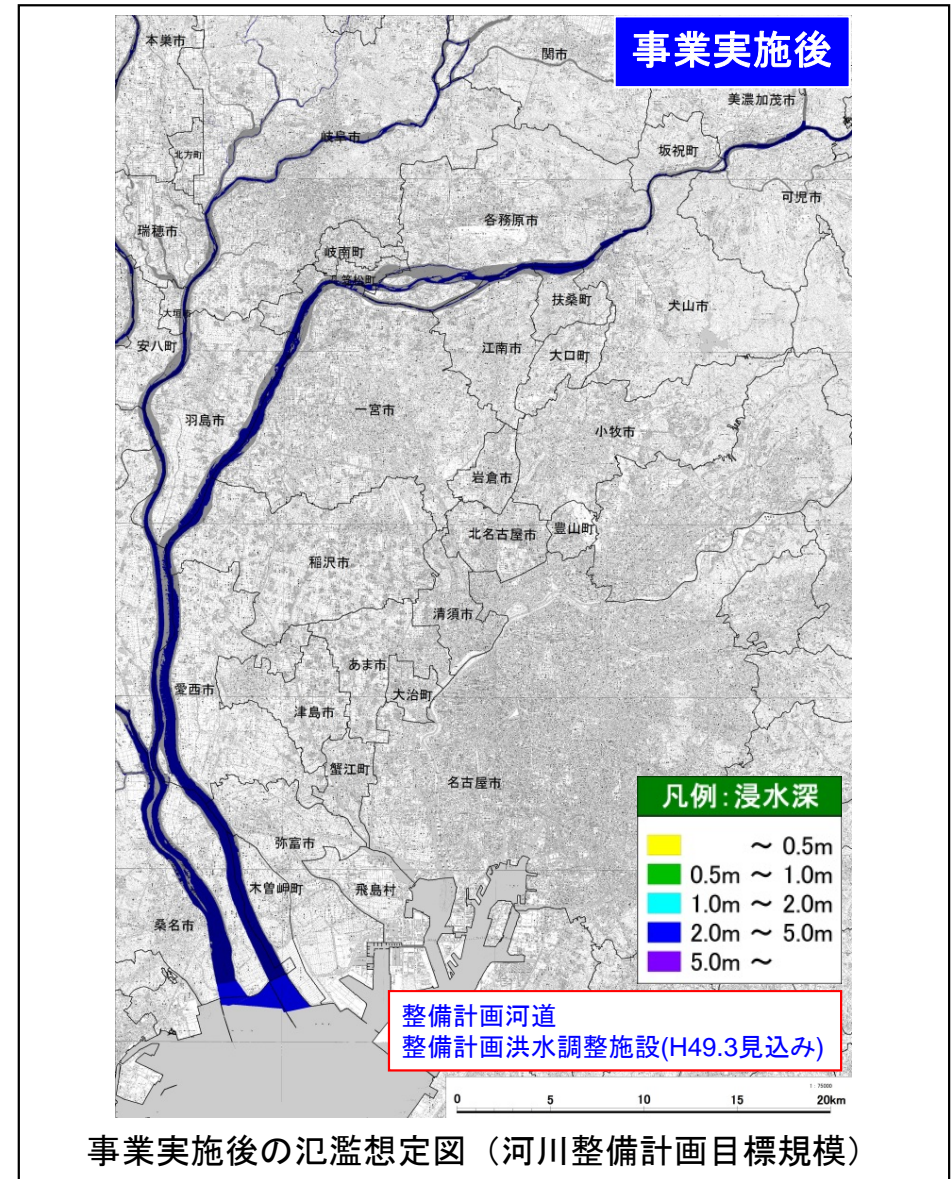 事業実施後
本巣市
関市
美濃加茂市
岐阜市
坂祝町
北方町
可児市
瑞穂市
各務原市
岐南町
笠松町
大垣市
扶桑町
犬山市
安八町
江南市
大口町
羽島市
一宮市
小牧市
岩倉市
北名古屋市
豊山町
稲沢市
清須市
あま市
愛西市
大治町
津島市
蟹江町
名古屋市
弥富市
木曽岬町
飛島村
桑名市
凡例:浸水深
～ 0.5m
0.5m ～ 1.0m
1.0m ～ 2.0m
2.0m ～ 5.0m
5.0m ～
整備計画河道
整備計画洪水調整施設(H49.3見込み)
1 : 75000
0 5 10 15 20km
事業実施後の氾濫想定図（河川整備計画目標規模）